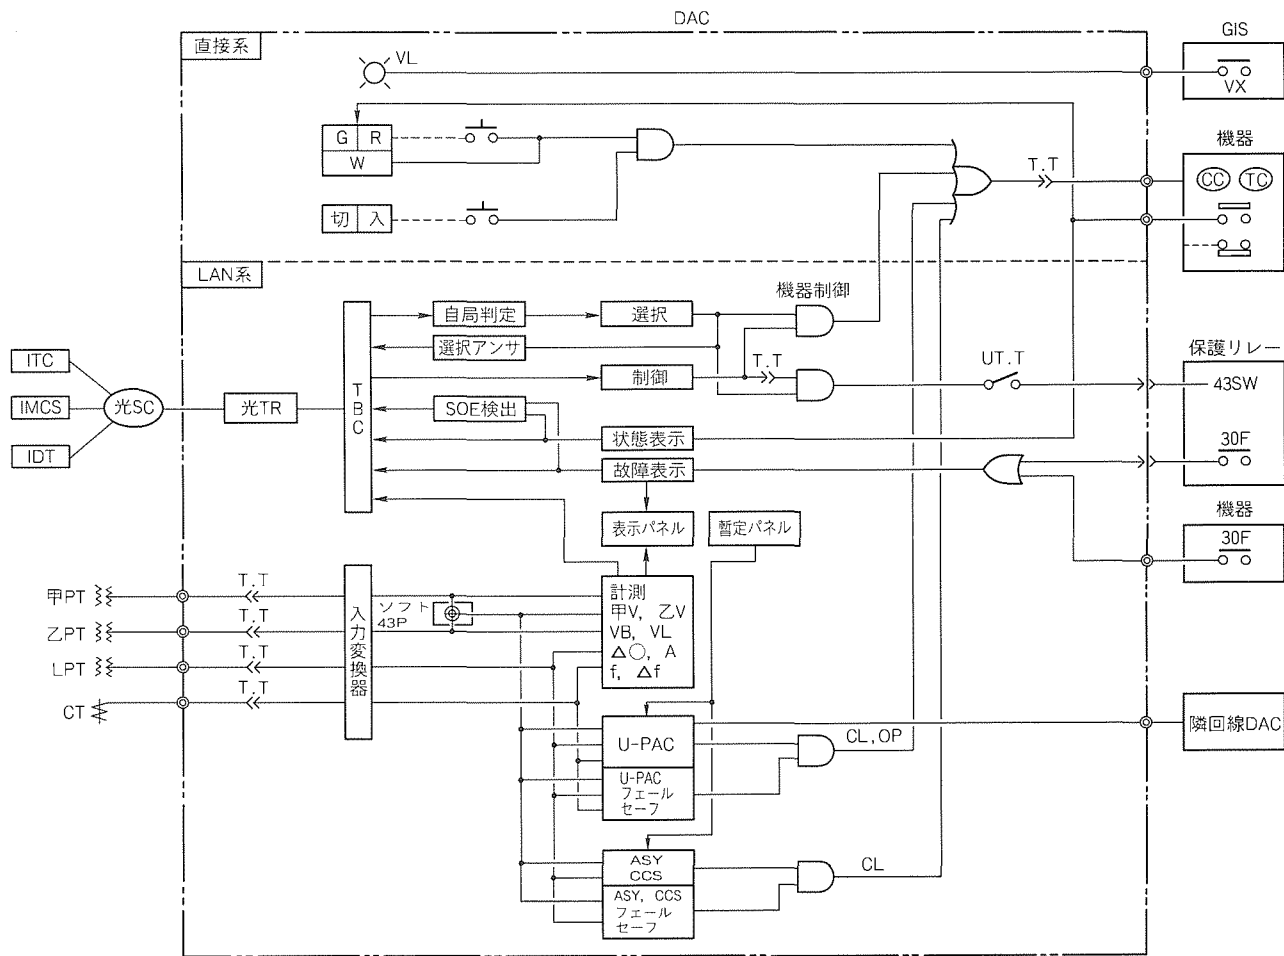 DAC
GIS
直接系
VL
VX
G R
W
機器
T.T
CC TC
切 入
LAN系
機器制御
自局判定
選択
選択アンサ
T.T
制御
UT.T
保護リレー
43SW
ITC
IMCS
IDT
光SC
光TR
TBC
SOE検出
状態表示
故障表示
30F
表示パネル
暫定パネル
機器
30F
甲PT
乙PT
LPT
CT
T.T
T.T
T.T
T.T
入力変換器
ソフト
43P
計測
甲V, 乙V
VB, VL
△○, A
f, △f
U-PAC
U-PAC
フェール
セーフ
CL,OP
隣回線DAC
ASY
CCS
ASY, CCS
フェール
セーフ
CL